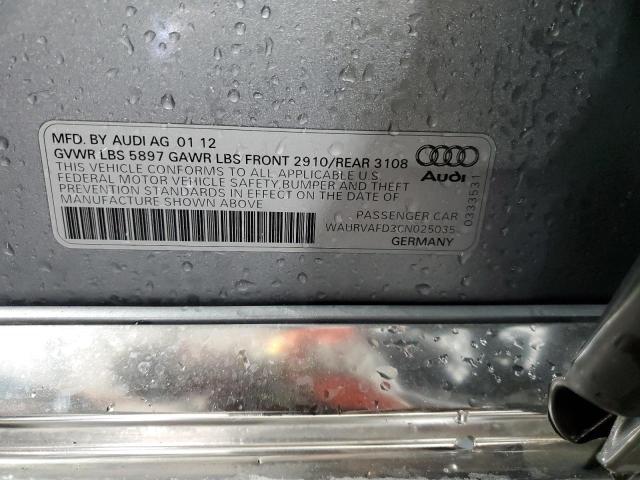 MFD. BY AUDI AG 01 12
GVWR LBS 5897 GAWR LBS FRONT 2910/REAR 3108
THIS VEHICLE CONFORMS TO ALL APPLICABLE U.S.
FEDERAL MOTOR VEHICLE SAFETY,BUMPER AND THEFT
PREVENTION STANDARDS IN EFFECT ON THE DATE OF
MANUFACTURE SHOWN ABOVE
Audi
0333531
PASSENGER CAR
WAURVAFD3CN025035
GERMANY